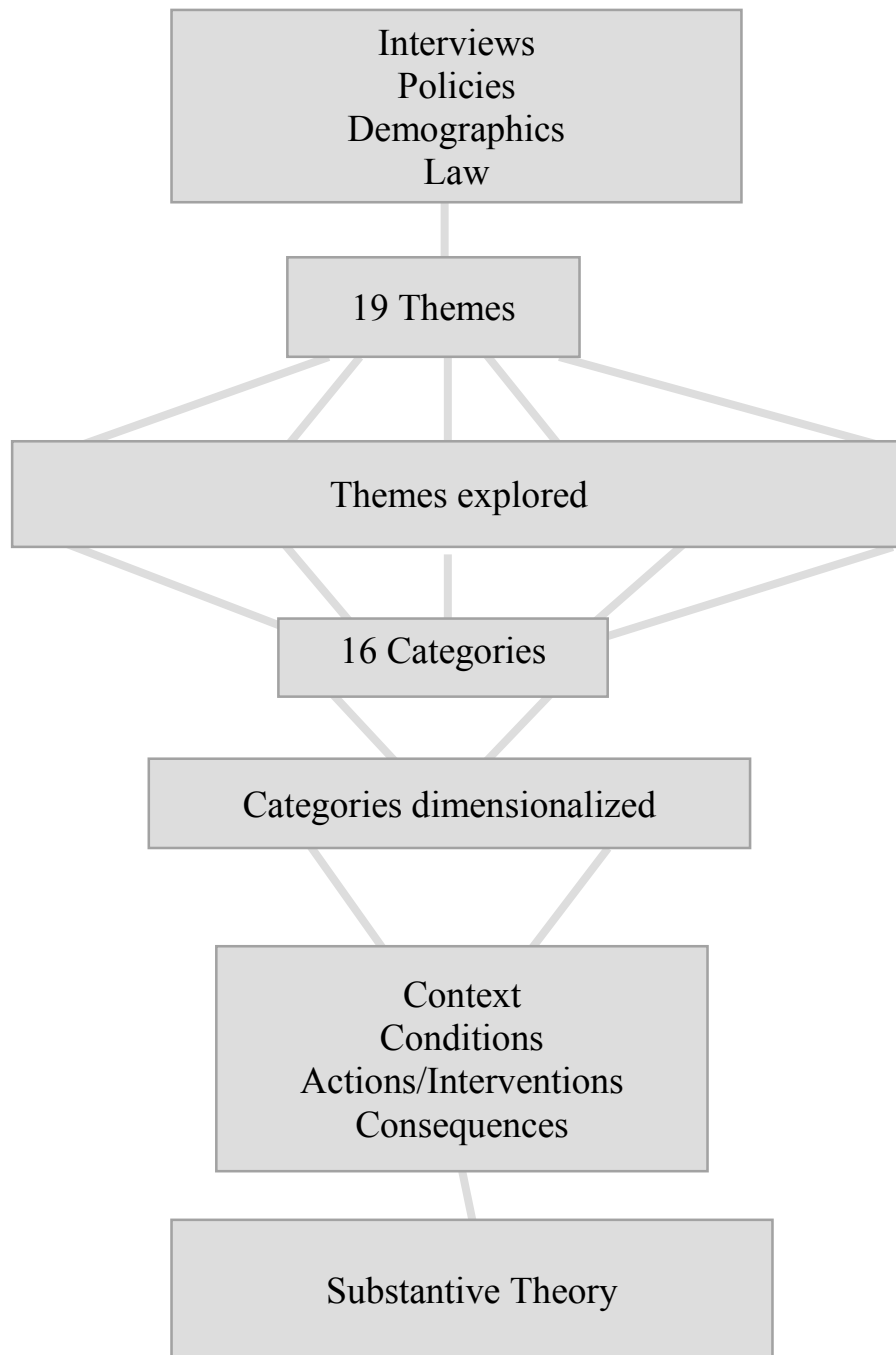 Interviews
Policies
Demographics
Law
19 Themes
Themes explored
16 Categories
Categories dimensionalized
Context
Conditions
Actions/Interventions
Consequences
Substantive Theory